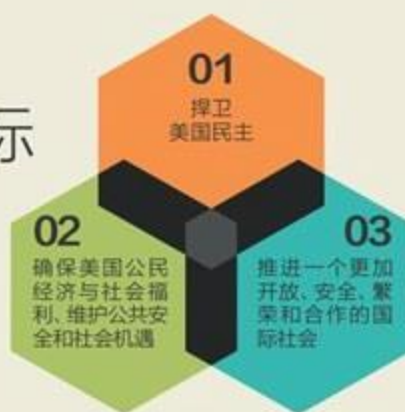 标
01
捍卫
美国民主
02
确保美国公民
经济与社会福
利、维护公共安
全和社会机遇
03
推进一个更加
开放、安全、繁
荣和合作的国
际社会